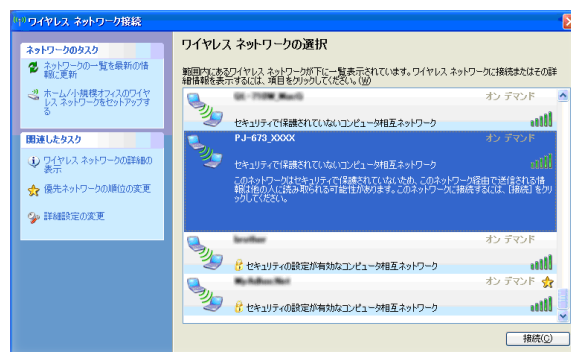 ワイヤレス ネットワーク接続
ネットワークのタスク
ネットワークの一覧を最新の情
報に更新
ホーム/小規模オフィスのワイヤ
レス ネットワークをセットアップす
る
関連したタスク
ワイヤレス ネットワークの詳細の
表示
優先ネットワークの順位の変更
詳細設定の変更
ワイヤレス ネットワークの選択
範囲内にあるワイヤレス ネットワークが下に一覧表示されています。ワイヤレス ネットワークに接続またはその詳
細情報を表示するには、項目をクリックしてください。(W)
オン デマンド
セキュリティで保護されていないコンピュータ相互ネットワーク
PJ-673_XXXX
オン デマンド
セキュリティで保護されていないコンピュータ相互ネットワーク
このネットワークはセキュリティで保護されていないため、このネットワーク経由で送信される情
報は他の人に読み取られる可能性があります。このネットワークに接続するには、[接続] をクリ
ックしてください。
オン デマンド
セキュリティの設定が有効なコンピュータ相互ネットワーク
オン デマンド
セキュリティの設定が有効なコンピュータ相互ネットワーク
接続(C)